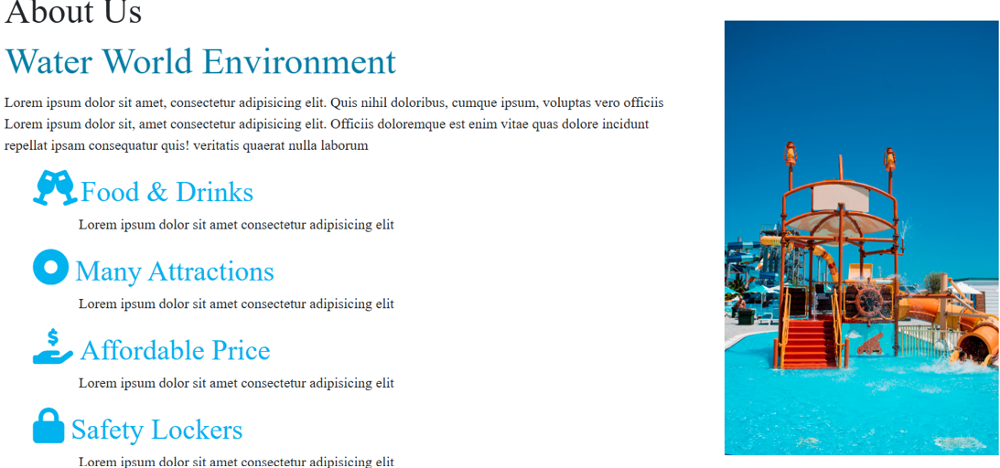 About Us
Water World Environment
Lorem ipsum dolor sit amet, consectetur adipisicing elit. Quis nihil doloribus, cumque ipsum, voluptas vero officiis
Lorem ipsum dolor sit, amet consectetur adipisicing elit. Officiis doloremque est enim vitae quas dolore incidunt
repellat ipsam consequatur quis! veritatis quaerat nulla laborum
Food & Drinks
Lorem ipsum dolor sit amet consectetur adipisicing elit
Many Attractions
Lorem ipsum dolor sit amet consectetur adipisicing elit
Affordable Price
Lorem ipsum dolor sit amet consectetur adipisicing elit
Safety Lockers
Lorem ipsum dolor sit amet consectetur adipisicing elit